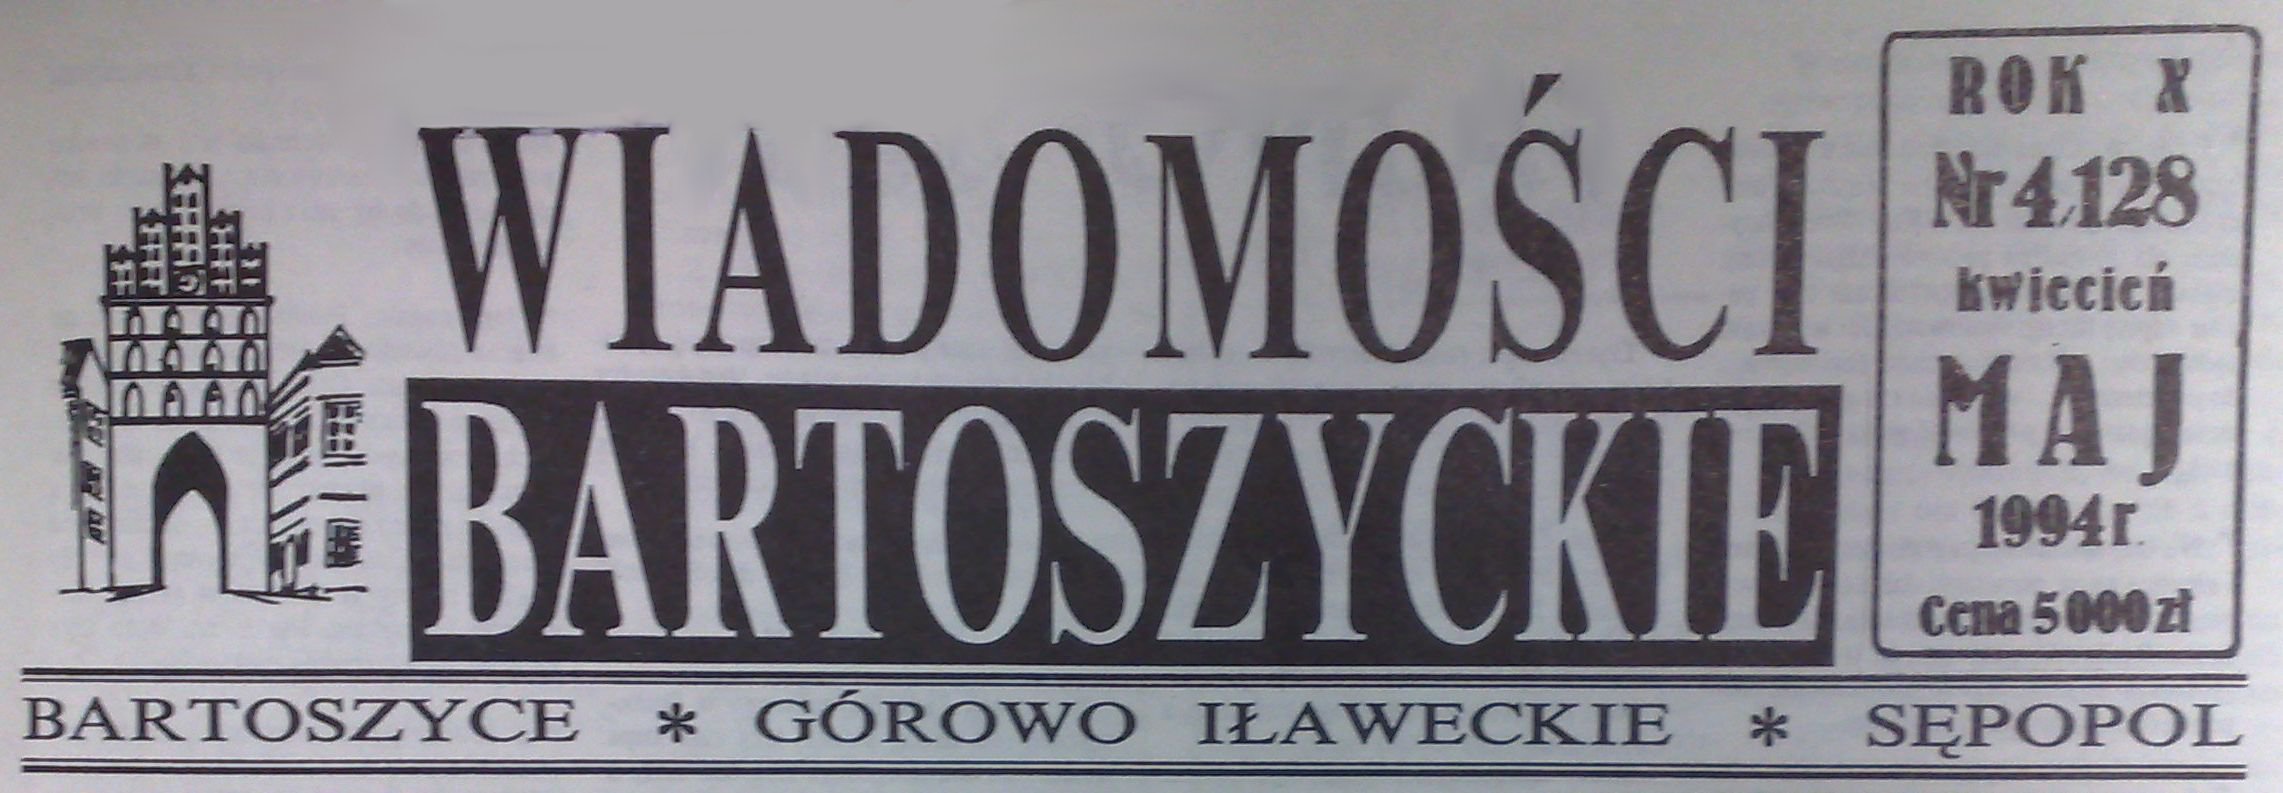 WIADOMOŚCI
BARTOSZYCKIE
ROK X
Nr 4/128
kwiecień
MAJ
1994 r.
Cena 5000 zł
BARTOSZYCE * GÓROWO IŁAWECKIE * SĘPOPOL